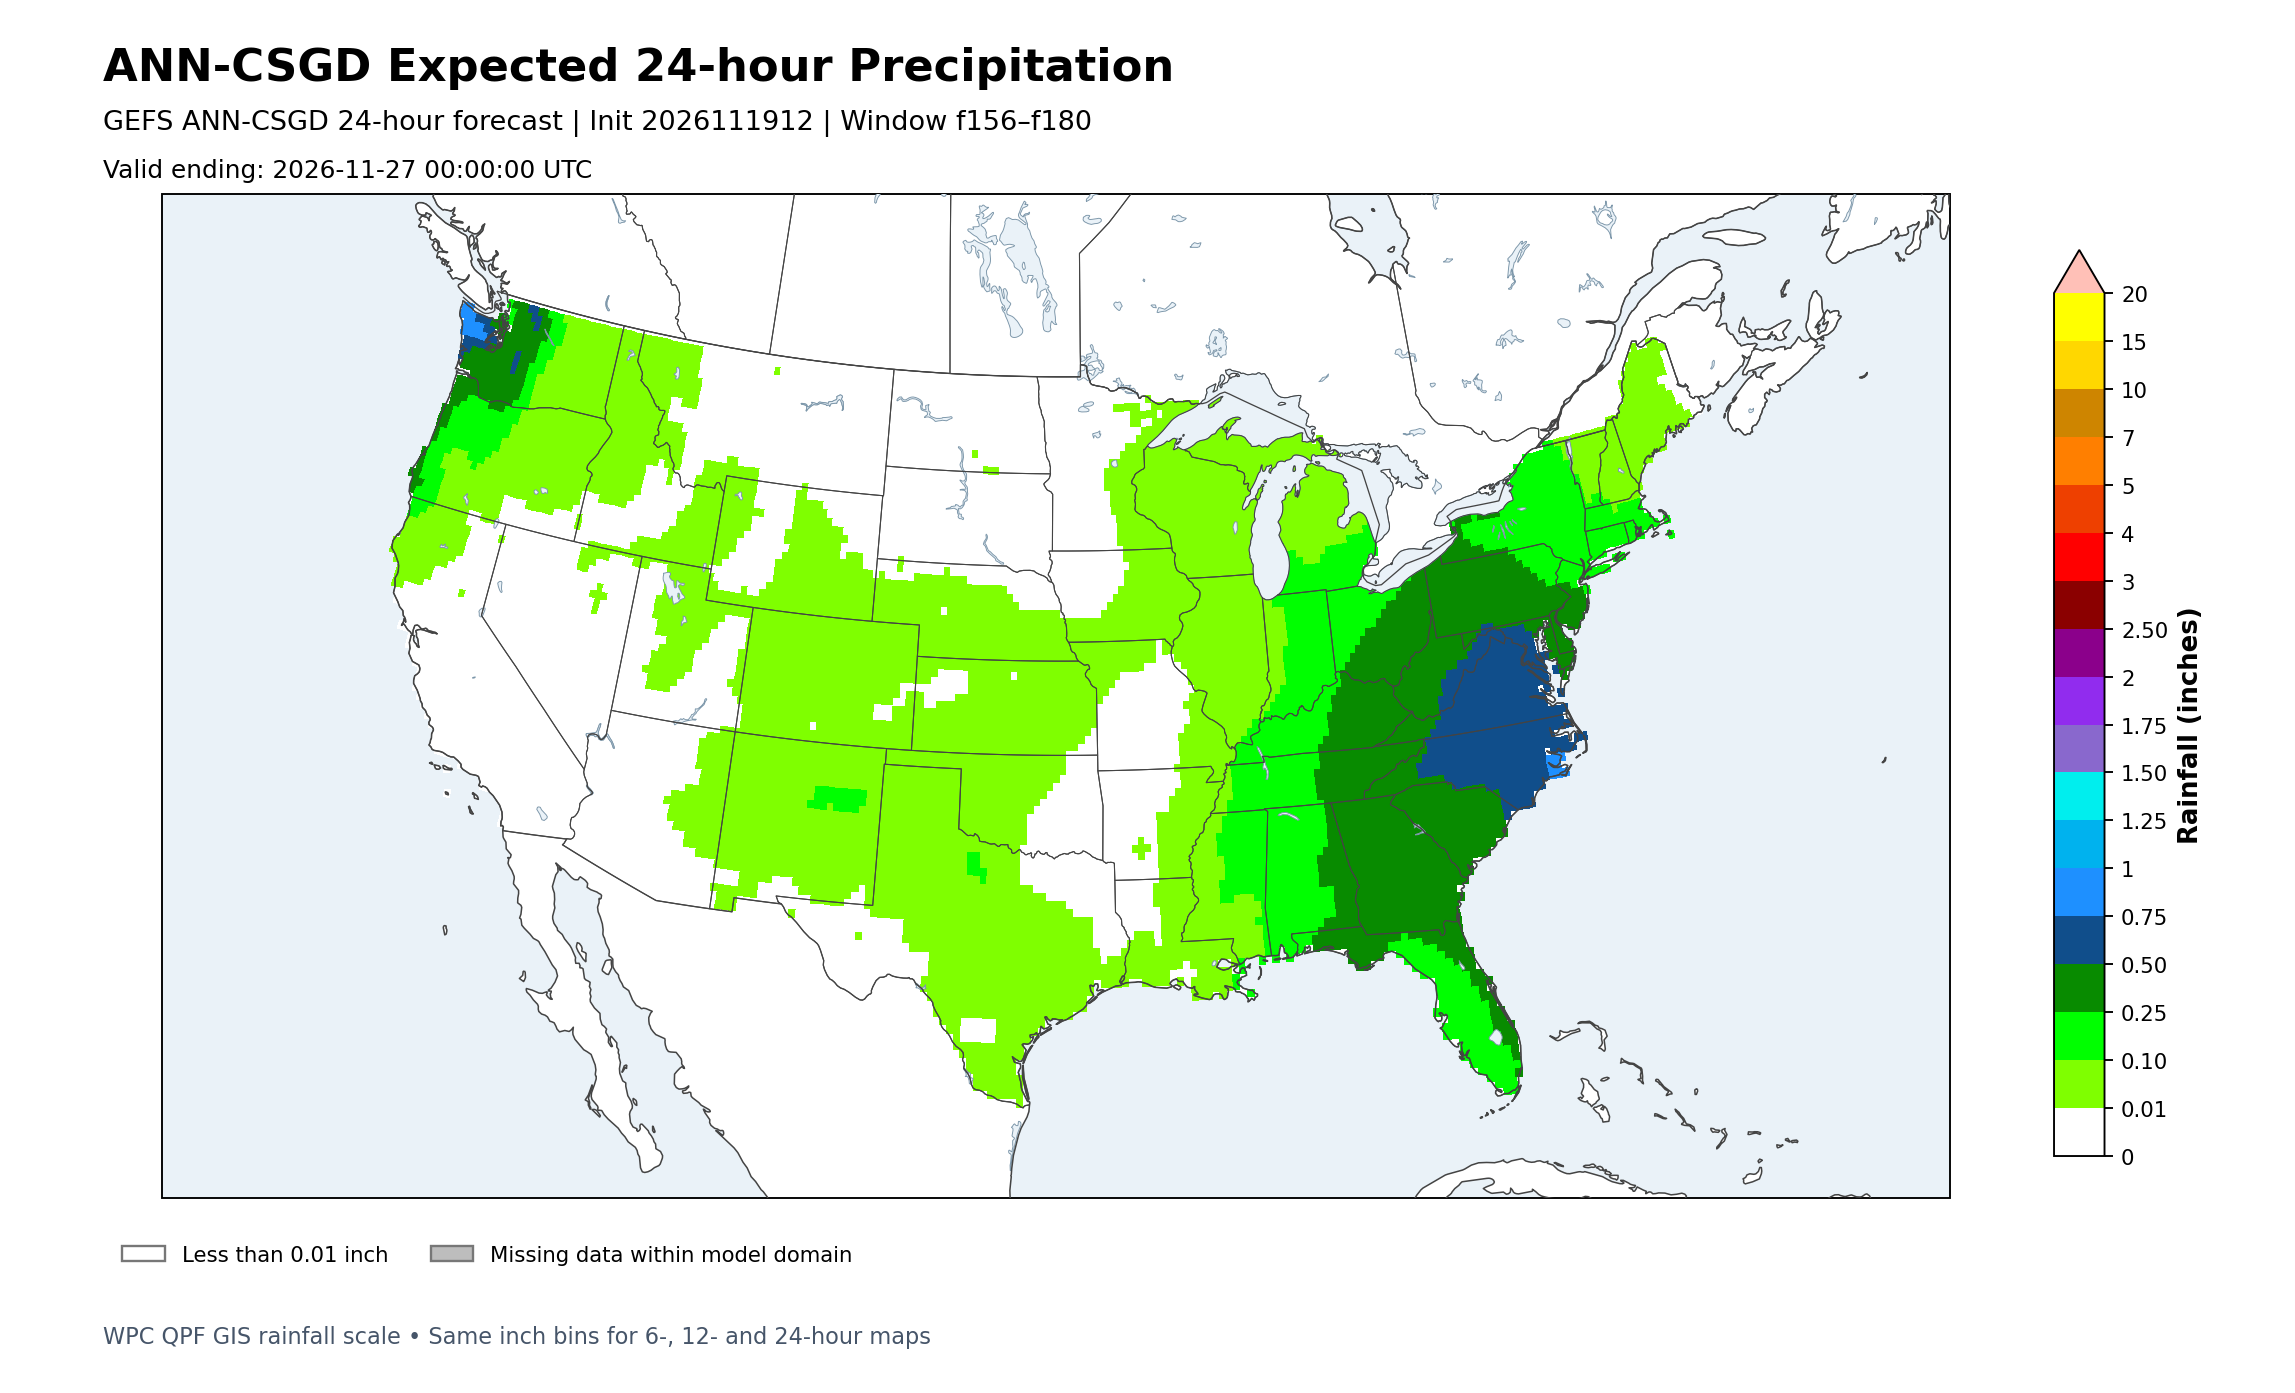 ANN-CSGD Expected 24-hour Precipitation
GEFS ANN-CSGD 24-hour forecast | Init 2026111912 | Window f156–f180
Valid ending: 2026-11-27 00:00:00 UTC
20
15
10
7
5
4
3
2.50
2
1.75
1.50
1.25
1
0.75
0.50
0.25
0.10
0.01
0
Rainfall (inches)
Less than 0.01 inch
Missing data within model domain
WPC QPF GIS rainfall scale • Same inch bins for 6-, 12- and 24-hour maps